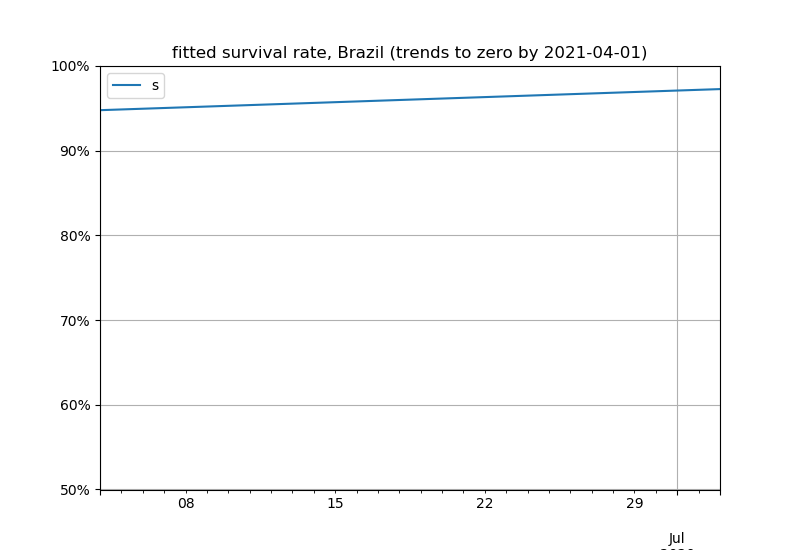 fitted survival rate, Brazil (trends to zero by 2021-04-01)
100%
s
90%
80%
70%
60%
50%
08 15 22 29
Jul